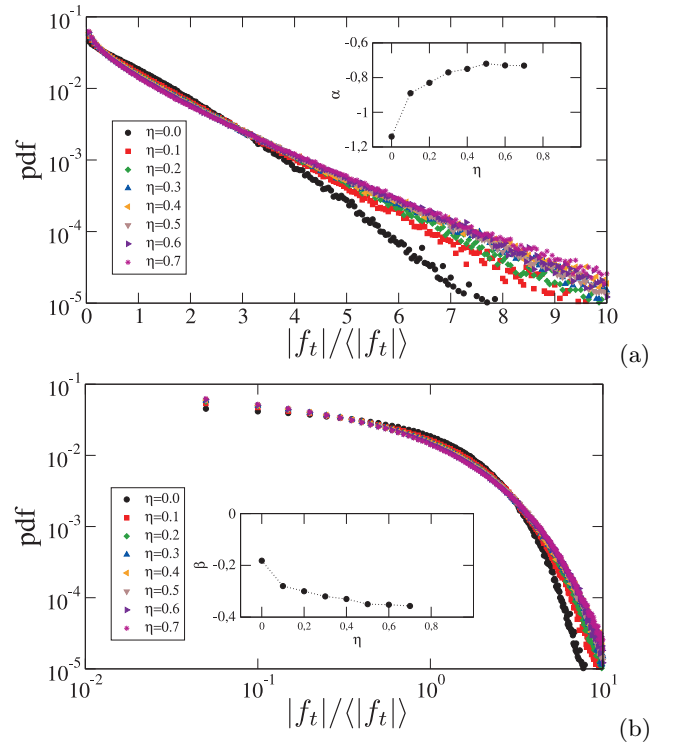 10^-1
10^-2
10^-3
10^-4
10^-5
pdf
0 1 2 3 4 5 6 7 8 9 10
|f_t|/⟨|f_t|⟩
(a)
η=0.0
η=0.1
η=0.2
η=0.3
η=0.4
η=0.5
η=0.6
η=0.7
-0,4
-0,8
-1
-1,2
α
0 0,2 0,4 0,6 0,8
η
10^-1
10^-2
10^-3
10^-4
10^-5
pdf
10^-2 10^-1 10^0 10^1
|f_t|/⟨|f_t|⟩
(b)
η=0.0
η=0.1
η=0.2
η=0.3
η=0.4
η=0.5
η=0.6
η=0.7
0
-0,2
-0,4
β
0 0,2 0,4 0,6 0,8
η